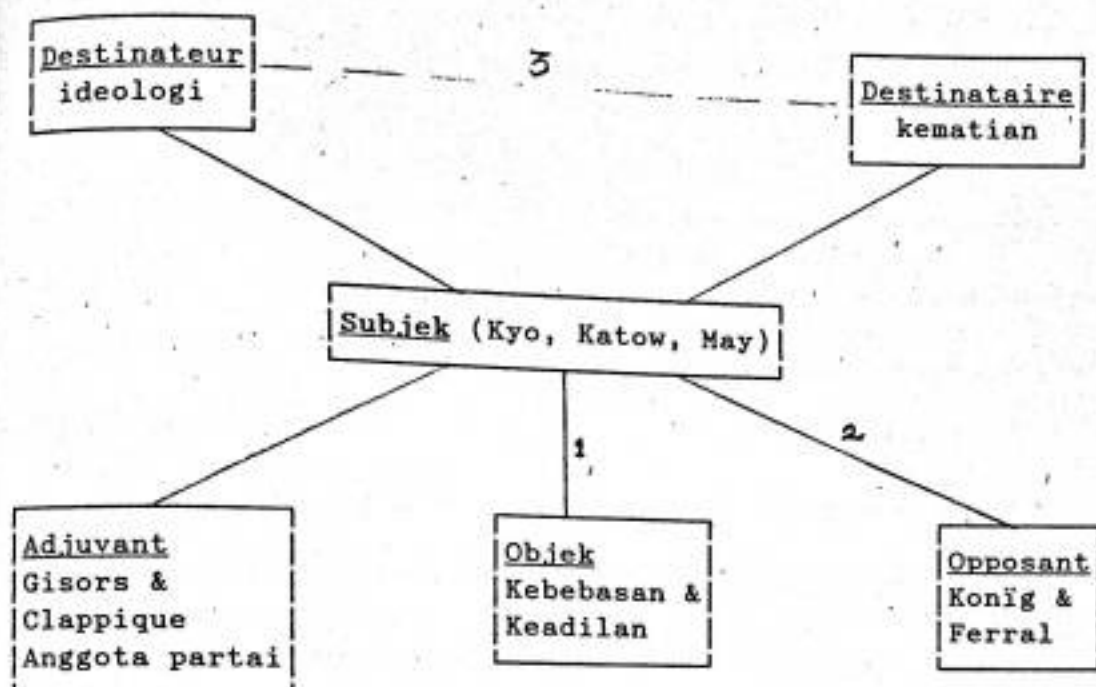 Destinateur
ideologi
3
Destinataire
kematian
Subjek (Kyo, Katow, May)
1
2
Adjuvant
Gisors &
Clappique
Anggota partai
Objek
Kebebasan &
Keadilan
Opposant
Konïg &
Ferral